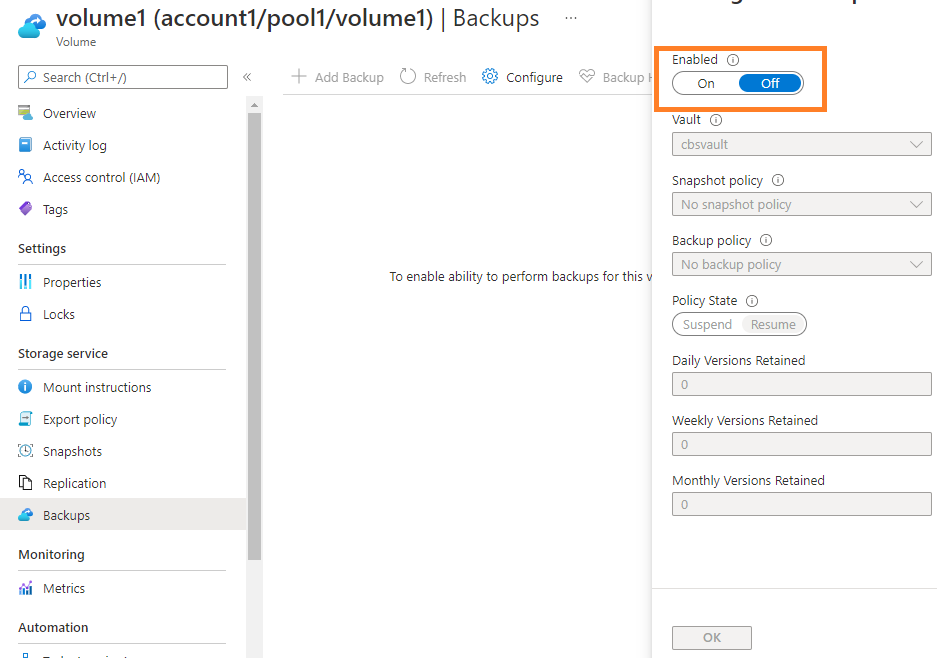 volume1 (account1/pool1/volume1) | Backups ...
Volume
Search (Ctrl+/)
«
Overview
Activity log
Access control (IAM)
Tags
Settings
Properties
Locks
Storage service
Mount instructions
Export policy
Snapshots
Replication
Backups
Monitoring
Metrics
Automation
Add Backup
Refresh
Configure
Backup
To enable ability to perform backups for this
Enabled
On
Off
Vault
cbsvault
Snapshot policy
No snapshot policy
Backup policy
No backup policy
Policy State
Suspend
Resume
Daily Versions Retained
0
Weekly Versions Retained
0
Monthly Versions Retained
0
OK